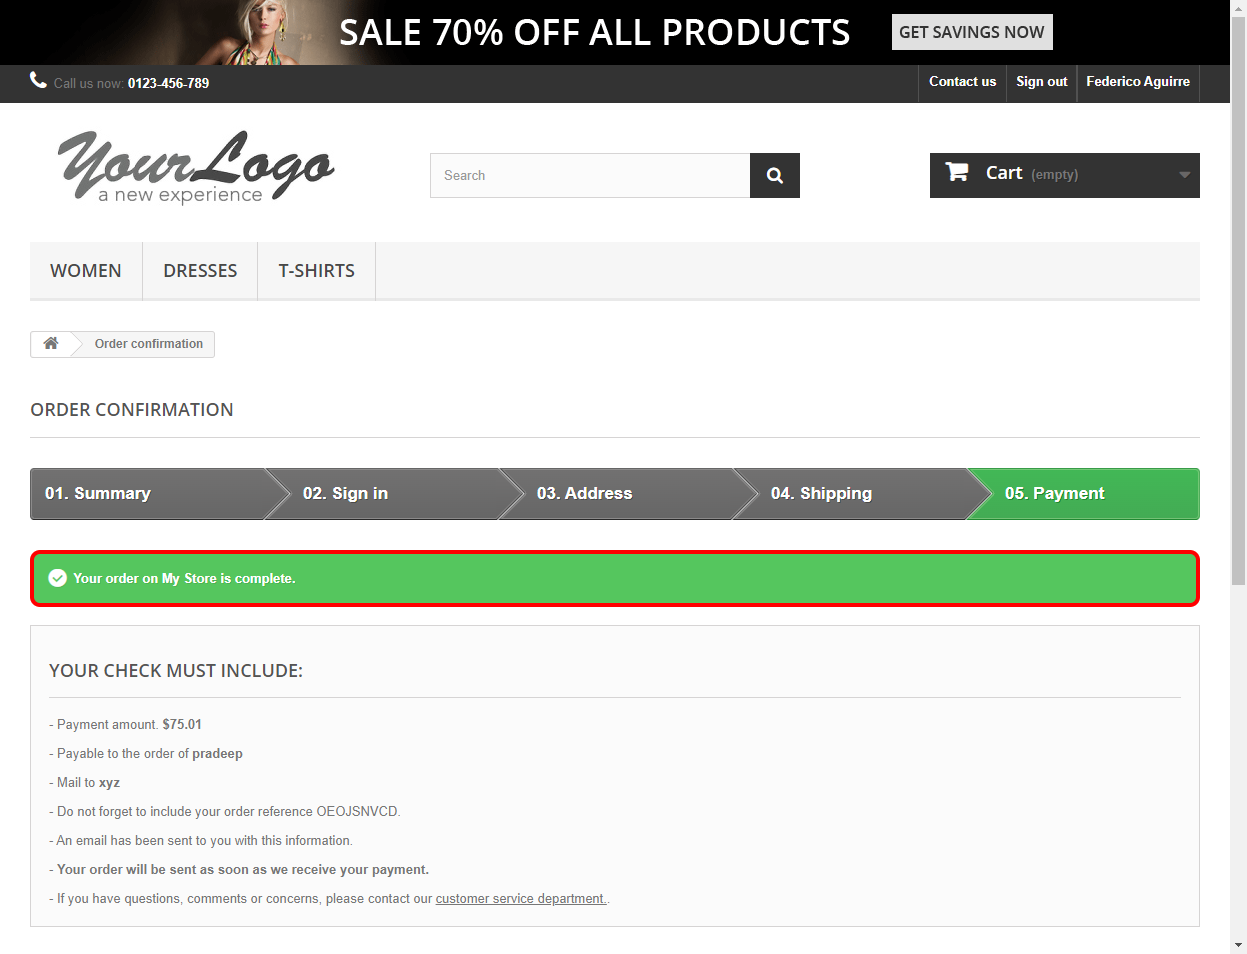 SALE 70% OFF ALL PRODUCTS GET SAVINGS NOW
Call us now: 0123-456-789 Contact us Sign out Federico Aguirre
Your Logo
a new experience
Search
Cart (empty)
WOMEN DRESSES T-SHIRTS
Order confirmation
ORDER CONFIRMATION
01. Summary 02. Sign in 03. Address 04. Shipping 05. Payment
Your order on My Store is complete.
YOUR CHECK MUST INCLUDE:
- Payment amount. $75.01
- Payable to the order of pradeep
- Mail to xyz
- Do not forget to include your order reference OEOJSNVCD.
- An email has been sent to you with this information.
- Your order will be sent as soon as we receive your payment.
- If you have questions, comments or concerns, please contact our customer service department..